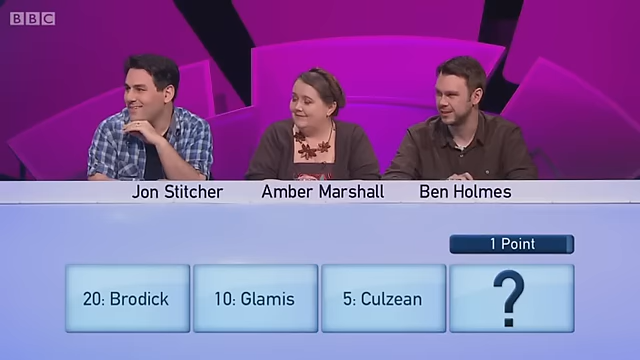 BBC
Jon Stitcher
Amber Marshall
Ben Holmes
1 Point
20: Brodick
10: Glamis
5: Culzean
?